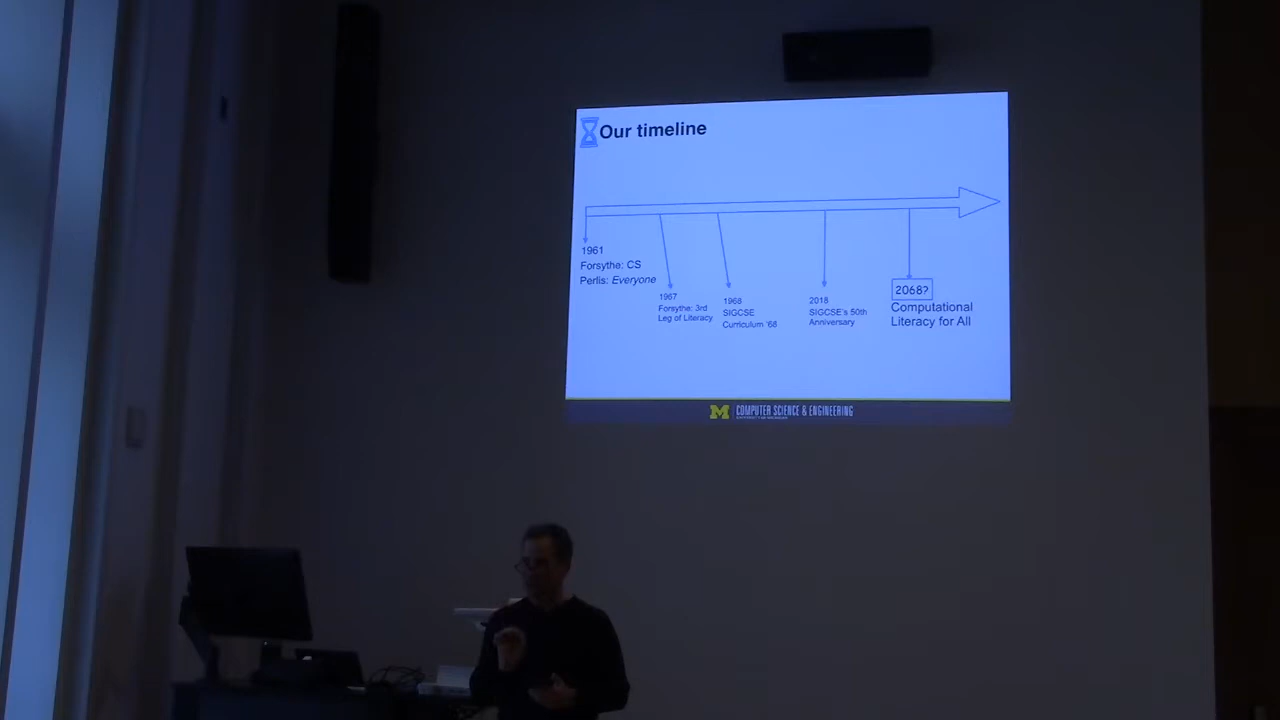 Our timeline
1961
Forsythe: CS
Perlis: Everyone
1967
Forsythe: 3rd
Leg of Literacy
1968
SIGCSE
Curriculum '68
2018
SIGCSE's 50th
Anniversary
2068?
Computational
Literacy for All
M
COMPUTER SCIENCE & ENGINEERING